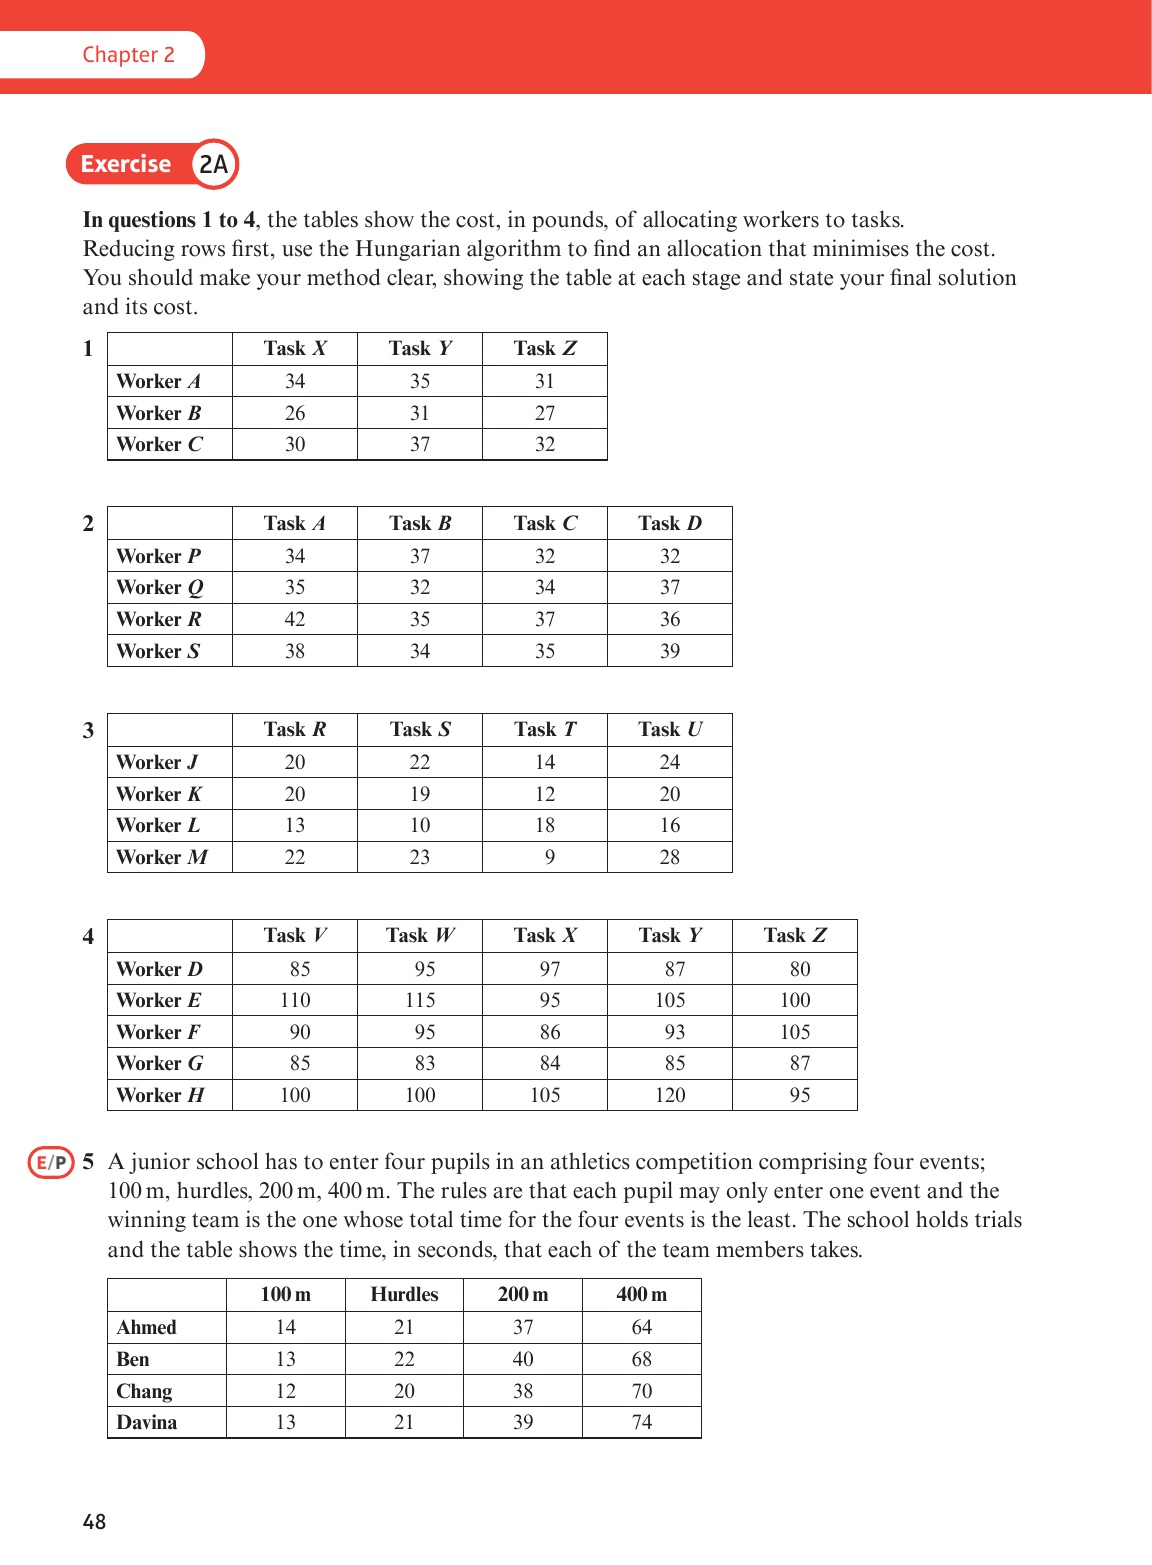 Chapter 2
Exercise 2A
In questions 1 to 4, the tables show the cost, in pounds, of allocating workers to tasks.
Reducing rows first, use the Hungarian algorithm to find an allocation that minimises the cost.
You should make your method clear, showing the table at each stage and state your final solution
and its cost.
1 Task X Task Y Task Z
Worker A 34 35 31
Worker B 26 31 27
Worker C 30 37 32
2 Task A Task B Task C Task D
Worker P 34 37 32 32
Worker Q 35 32 34 37
Worker R 42 35 37 36
Worker S 38 34 35 39
3 Task R Task S Task T Task U
Worker J 20 22 14 24
Worker K 20 19 12 20
Worker L 13 10 18 16
Worker M 22 23 9 28
4 Task V Task W Task X Task Y Task Z
Worker D 85 95 97 87 80
Worker E 110 115 95 105 100
Worker F 90 95 86 93 105
Worker G 85 83 84 85 87
Worker H 100 100 105 120 95
E/P 5 A junior school has to enter four pupils in an athletics competition comprising four events;
100 m, hurdles, 200 m, 400 m. The rules are that each pupil may only enter one event and the
winning team is the one whose total time for the four events is the least. The school holds trials
and the table shows the time, in seconds, that each of the team members takes.
100 m Hurdles 200 m 400 m
Ahmed 14 21 37 64
Ben 13 22 40 68
Chang 12 20 38 70
Davina 13 21 39 74
48